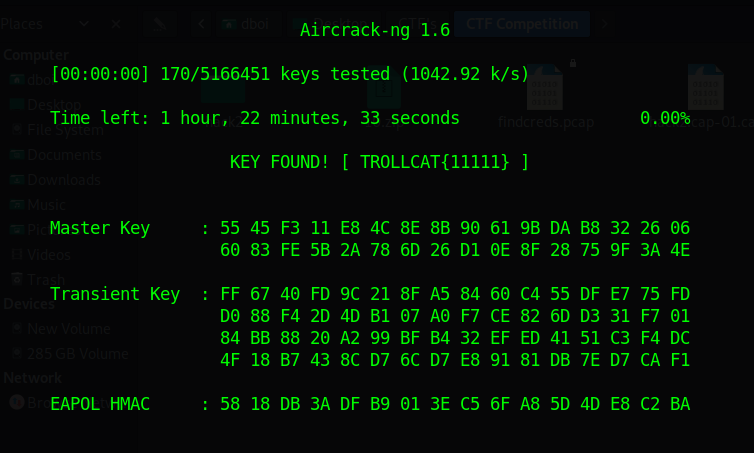 Aircrack-ng 1.6
[00:00:00] 170/5166451 keys tested (1042.92 k/s)
Time left: 1 hour, 22 minutes, 33 seconds 0.00%
KEY FOUND! [ TROLLCAT{11111} ]
Master Key : 55 45 F3 11 E8 4C 8E 8B 90 61 9B DA B8 32 26 06
60 83 FE 5B 2A 78 6D 26 D1 0E 8F 28 75 9F 3A 4E
Transient Key : FF 67 40 FD 9C 21 8F A5 84 60 C4 55 DF E7 75 FD
D0 88 F4 2D 4D B1 07 A0 F7 CE 82 6D D3 31 F7 01
84 BB 88 20 A2 99 BF B4 32 EF ED 41 51 C3 F4 DC
4F 18 B7 43 8C D7 6C D7 E8 91 81 DB 7E D7 CA F1
EAPOL HMAC : 58 18 DB 3A DF B9 01 3E C5 6F A8 5D 4D E8 C2 BA
Places
dboi
CTF Competition
Computer
Desktop
File System
Documents
Downloads
Music
Videos
Trash
Devices
New Volume
285 GB Volume
Network
findcreds.pcap